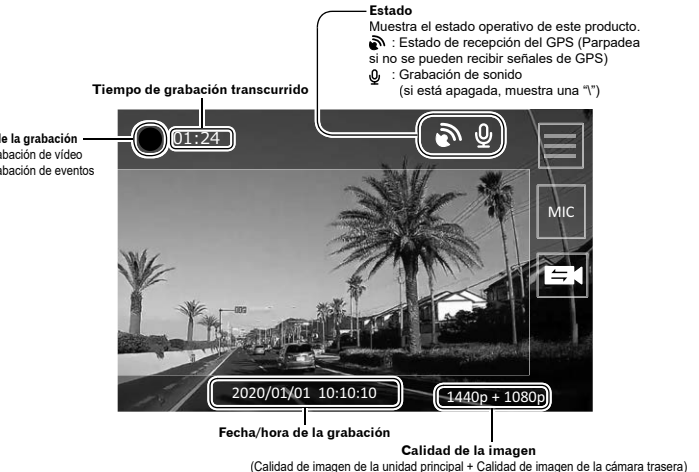 Estado
Muestra el estado operativo de este producto.
: Estado de recepción del GPS (Parpadea
si no se pueden recibir señales de GPS)
: Grabación de sonido
(si está apagada, muestra una "\")
Tiempo de grabación transcurrido
de la grabación
abación de vídeo
abación de eventos
01:24
MIC
2020/01/01 10:10:10
1440p + 1080p
Fecha/hora de la grabación
Calidad de la imagen
(Calidad de imagen de la unidad principal + Calidad de imagen de la cámara trasera)